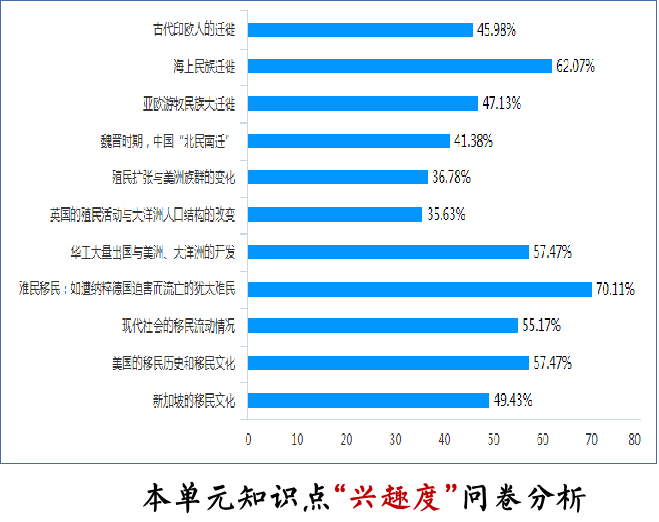 古代印欧人的迁徙
45.98%
海上民族迁徙
62.07%
亚欧游牧民族大迁徙
47.13%
魏晋时期，中国“北民南迁”
41.38%
殖民扩张与美洲族群的变化
36.78%
英国的殖民活动与大洋洲人口结构的改变
35.63%
华工大量出国与美洲、大洋洲的开发
57.47%
难民移民：如遭纳粹德国迫害而流亡的犹太难民
70.11%
现代社会的移民流动情况
55.17%
美国的移民历史和移民文化
57.47%
新加坡的移民文化
49.43%
0 10 20 30 40 50 60 70 80
本单元知识点“兴趣度”问卷分析